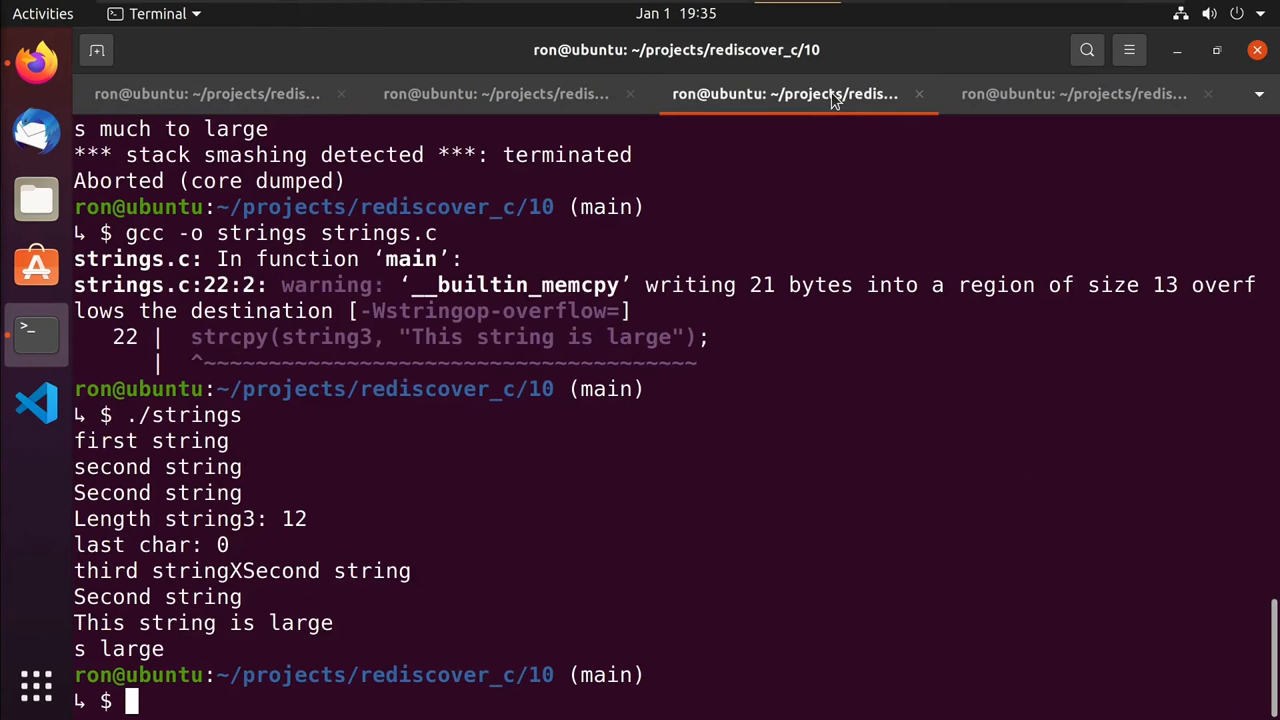 Activities
Terminal
Jan 1 19:35
ron@ubuntu: ~/projects/rediscover_c/10
ron@ubuntu: ~/projects/redis...
ron@ubuntu: ~/projects/redis...
ron@ubuntu: ~/projects/redis...
ron@ubuntu: ~/projects/redis...
s much to large
*** stack smashing detected ***: terminated
Aborted (core dumped)
ron@ubuntu:~/projects/rediscover_c/10 (main)
↳ $ gcc -o strings strings.c
strings.c: In function ‘main’:
strings.c:22:2: warning: ‘__builtin_memcpy’ writing 21 bytes into a region of size 13 overf
lows the destination [-Wstringop-overflow=]
22 | strcpy(string3, "This string is large");
| ^~~~~~~~~~~~~~~~~~~~~~~~~~~~~~~~~~~~~~~
ron@ubuntu:~/projects/rediscover_c/10 (main)
↳ $ ./strings
first string
second string
Second string
Length string3: 12
last char: 0
third stringXSecond string
Second string
This string is large
s large
ron@ubuntu:~/projects/rediscover_c/10 (main)
↳ $